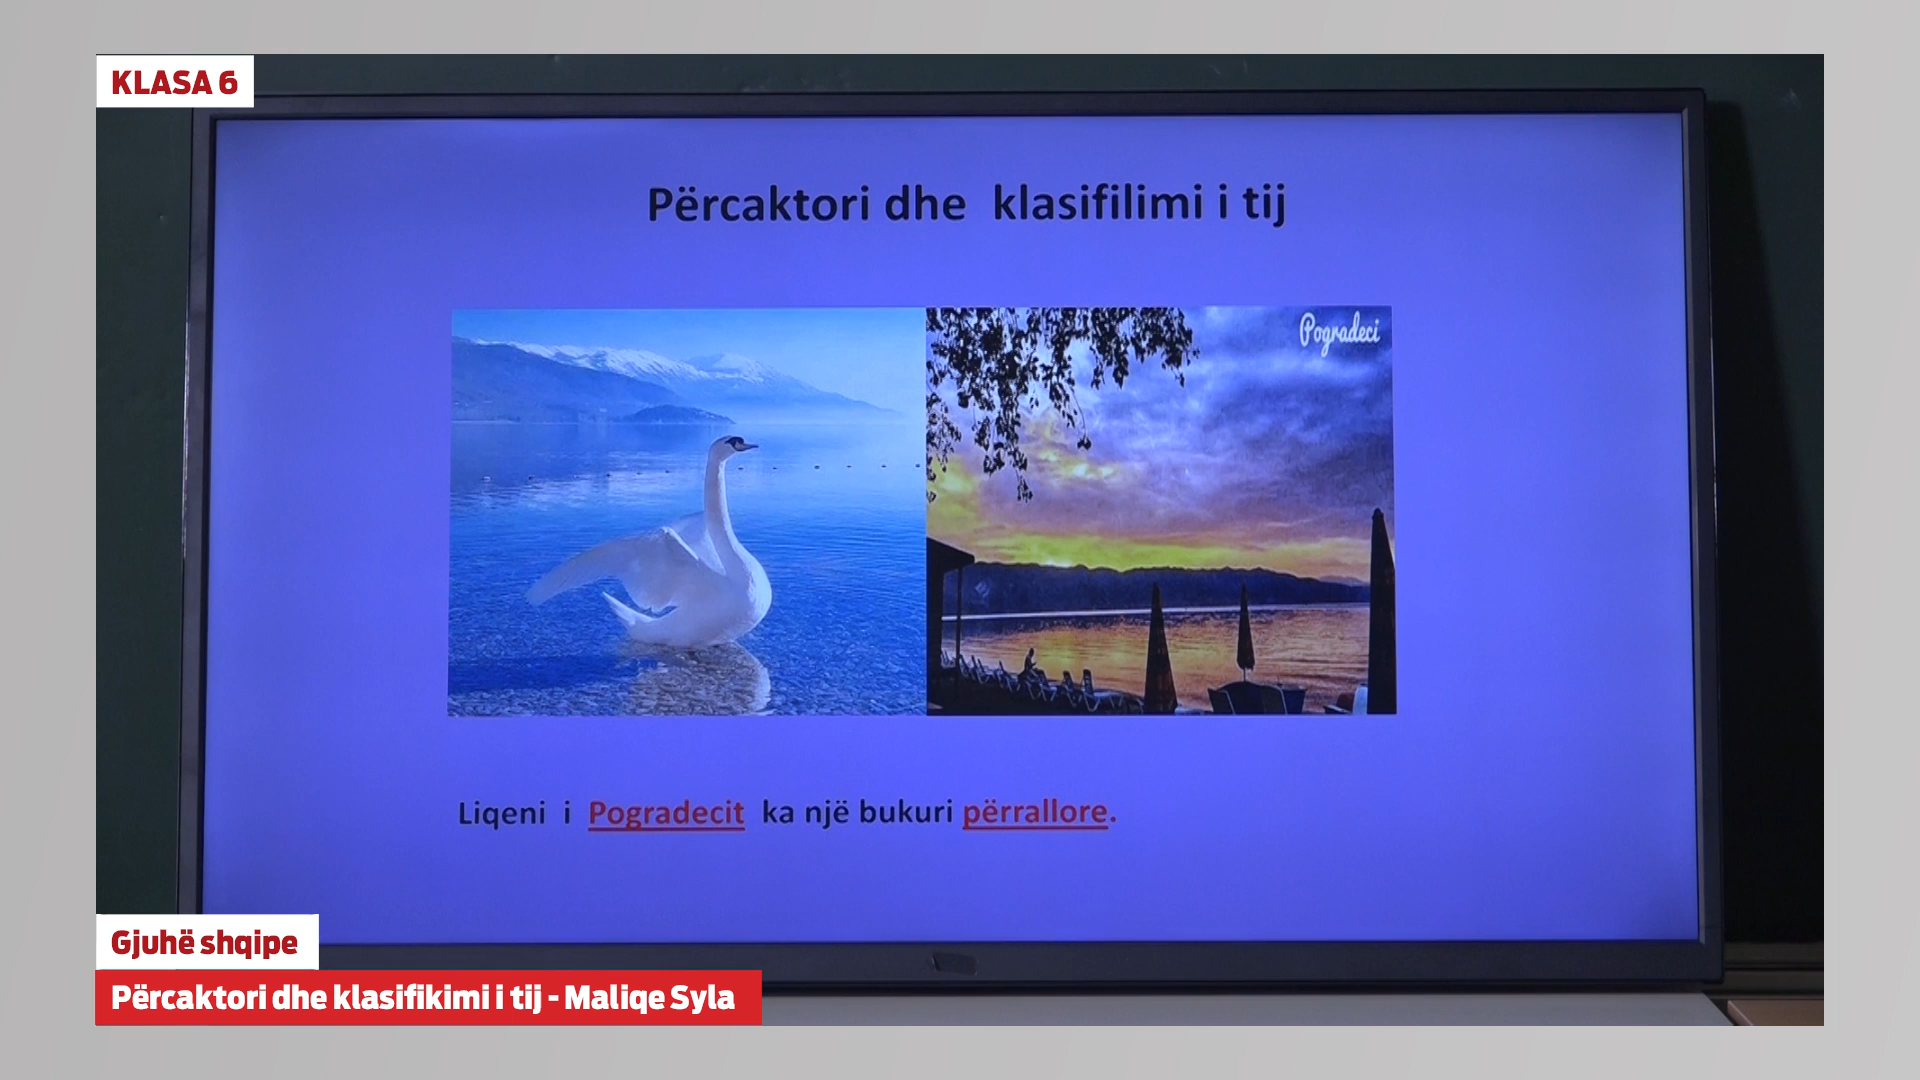 KLASA 6
Përcaktori dhe klasifilimi i tij
Pogradeci
Liqeni i Pogradecit ka një bukuri përrallore.
Gjuhë shqipe
Përcaktori dhe klasifikimi i tij - Maliqe Syla